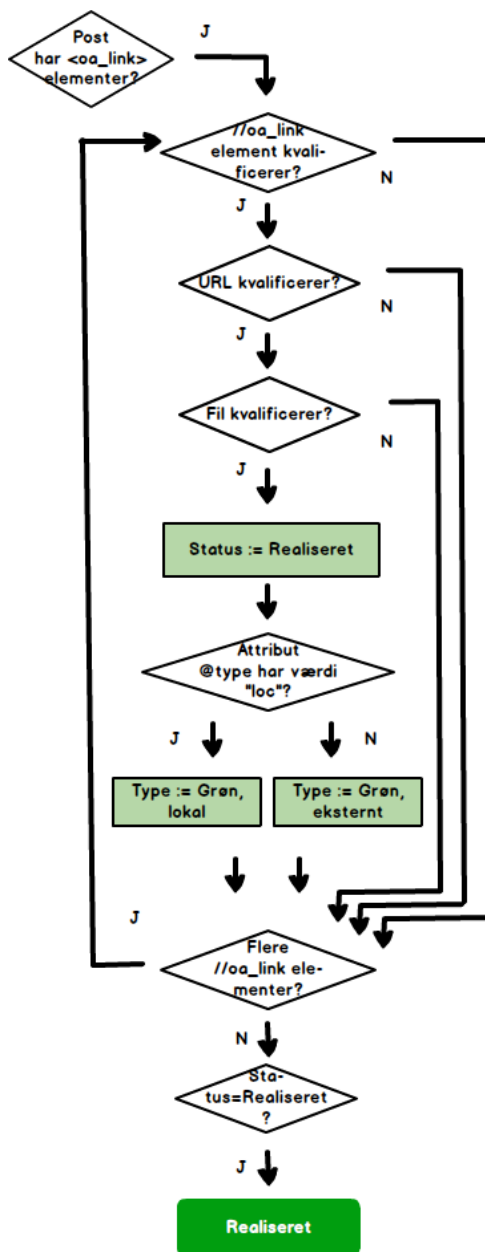 Post
har <oa_link>
elementer?
J
//oa_link
element kvali-
ficerer?
N
J
URL kvalificerer?
N
J
Fil kvalificerer?
N
J
Status := Realiseret
Attribut
@type har værdi
"loc"?
J
N
Type := Grøn,
lokal
Type := Grøn,
eksternt
J
Flere
//oa_link ele-
menter?
N
Sta-
tus=Realiseret
?
J
Realiseret